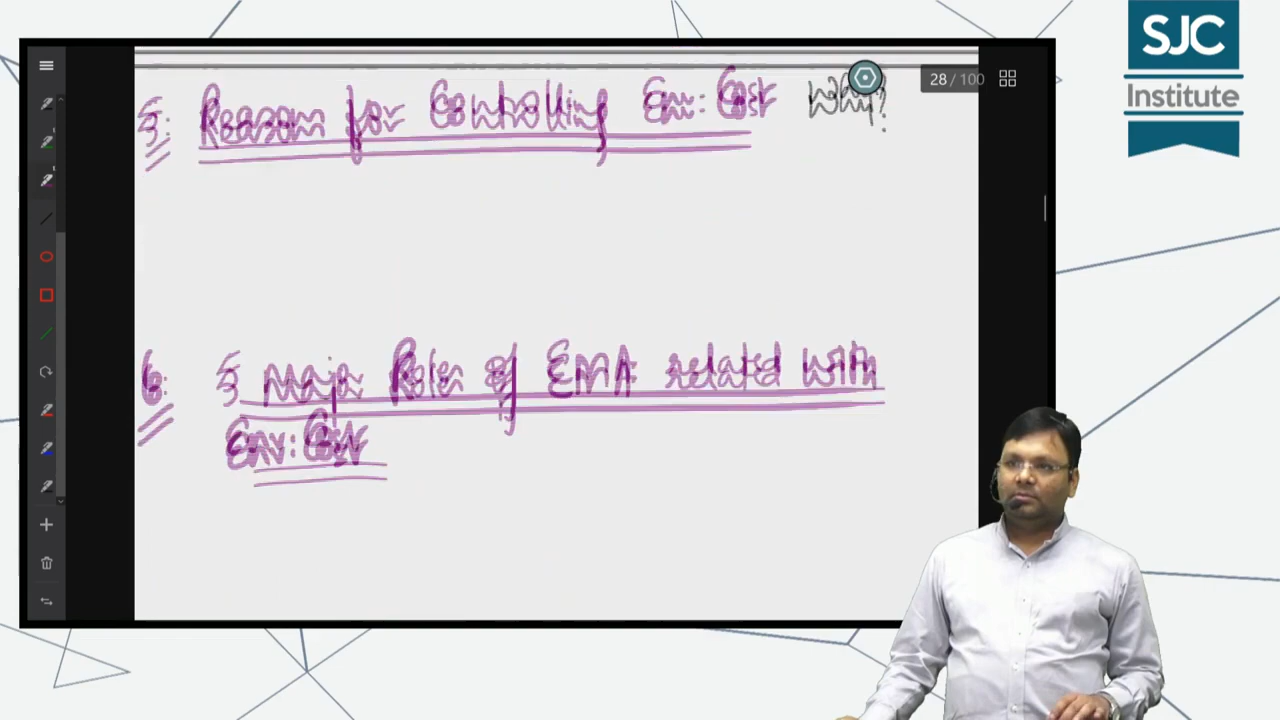 SJC
Institute
28 / 100
5: Reason for Controlling Env: Cost Why?
6: 5 Major Roles of EMA related with
Env: Cost